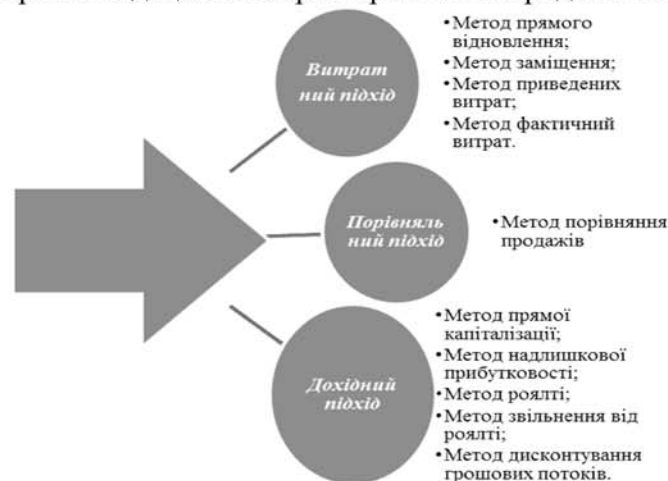 Витрат
ний підхід
•Метод прямого
відновлення;
•Метод заміщення;
•Метод приведених
витрат;
•Метод фактичний
витрат.
Порівняль
ний підхід
•Метод порівняння
продажів
Дохідний
підхід
•Метод прямої
капіталізації;
•Метод надлишкової
прибутковості;
•Метод роялті;
•Метод звільнення від
роялті;
•Метод дисконтування
грошових потоків.